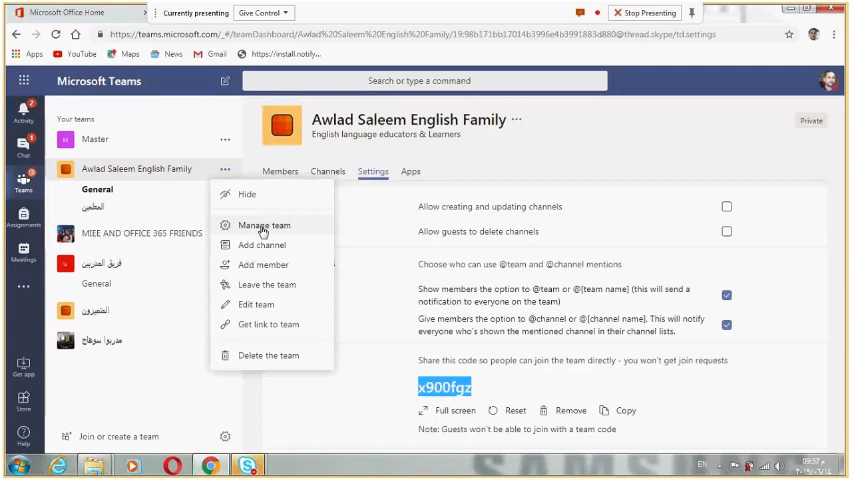 Microsoft Office Home
Currently presenting
Give Control
Stop Presenting
https://teams.microsoft.com/_#/teamDashboard/Awlad%20Saleem%20English%20Family/19:98b171bb17014b3996e1991883d880@thread.skype/td.settings
Apps
YouTube
Maps
News
Gmail
https://install.notify...
Microsoft Teams
Search or type a command
Activity
2
Chat
1
Teams
Assignments
Meetings
Get app
Store
Help
Your teams
M
Master
Awlad Saleem English Family
General
المعلمين
MIEE AND OFFICE 365 FRIENDS
فريق المدربين
General
المتميزون
مدربوا سوهاج
Join or create a team
Hide
Manage team
Add channel
Add member
Leave the team
Edit team
Get link to team
Delete the team
Awlad Saleem English Family
English language educators & Learners
Private
Members
Channels
Settings
Apps
Allow creating and updating channels
Allow guests to delete channels
Choose who can use @team and @channel mentions
Show members the option to @team or @[team name] (this will send a
notification to everyone on the team)
Give members the option to @channel or @[channel name]. This will notify
everyone who's shown the mentioned channel in their channel lists.
Share this code so people can join the team directly - you won't get join requests
x900fgz
Full screen
Reset
Remove
Copy
Note: Guests won't be able to join with a team code
SAMSUNG
EN
09:57 م
٢٠١٩/٠٦/١٤